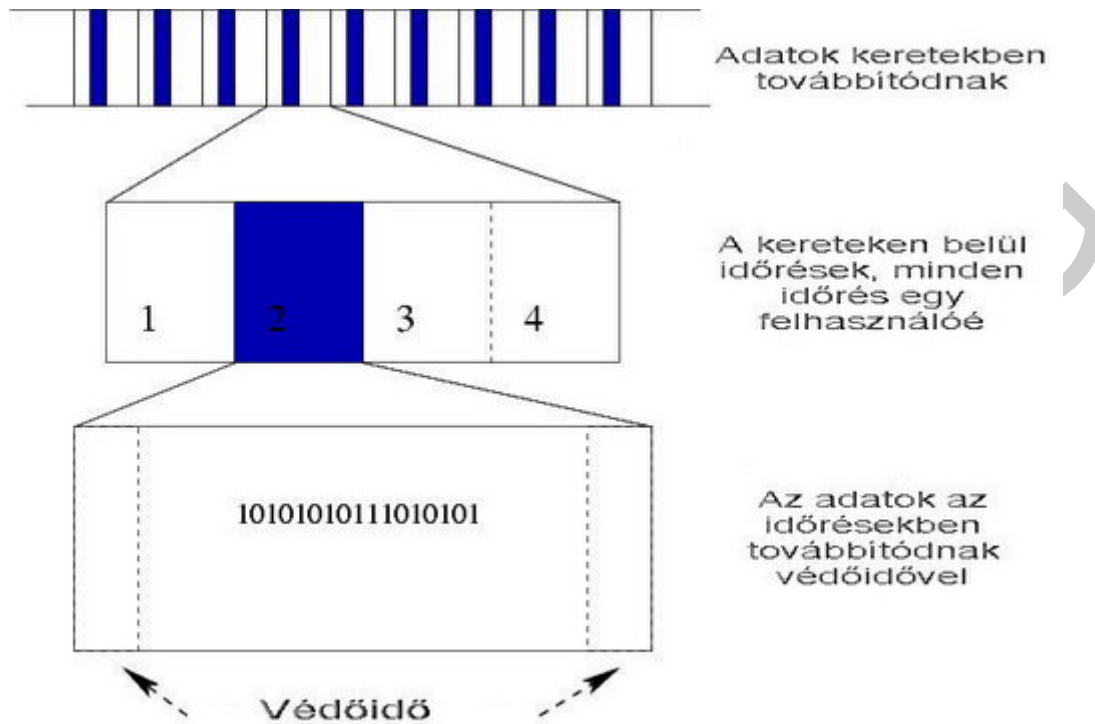 Adatok keretekben
továbbítódnak
A kereteken belül
időrések, minden
időrés egy
felhasználóé
1 2 3 4
10101010111010101
Az adatok az
időrésekben
továbbítódnak
védőidővel
Védőidő